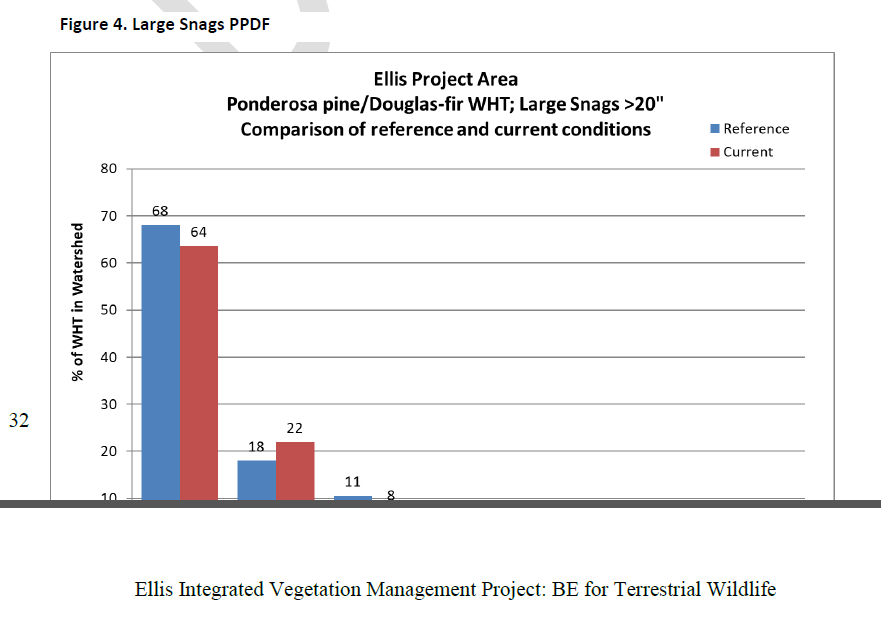 Figure 4. Large Snags PPDF
Ellis Project Area
Ponderosa pine/Douglas-fir WHT; Large Snags >20"
Comparison of reference and current conditions
Reference
Current
% of WHT in Watershed
80
70
60
50
40
30
20
10
68
64
18
22
11
8
32
Ellis Integrated Vegetation Management Project: BE for Terrestrial Wildlife